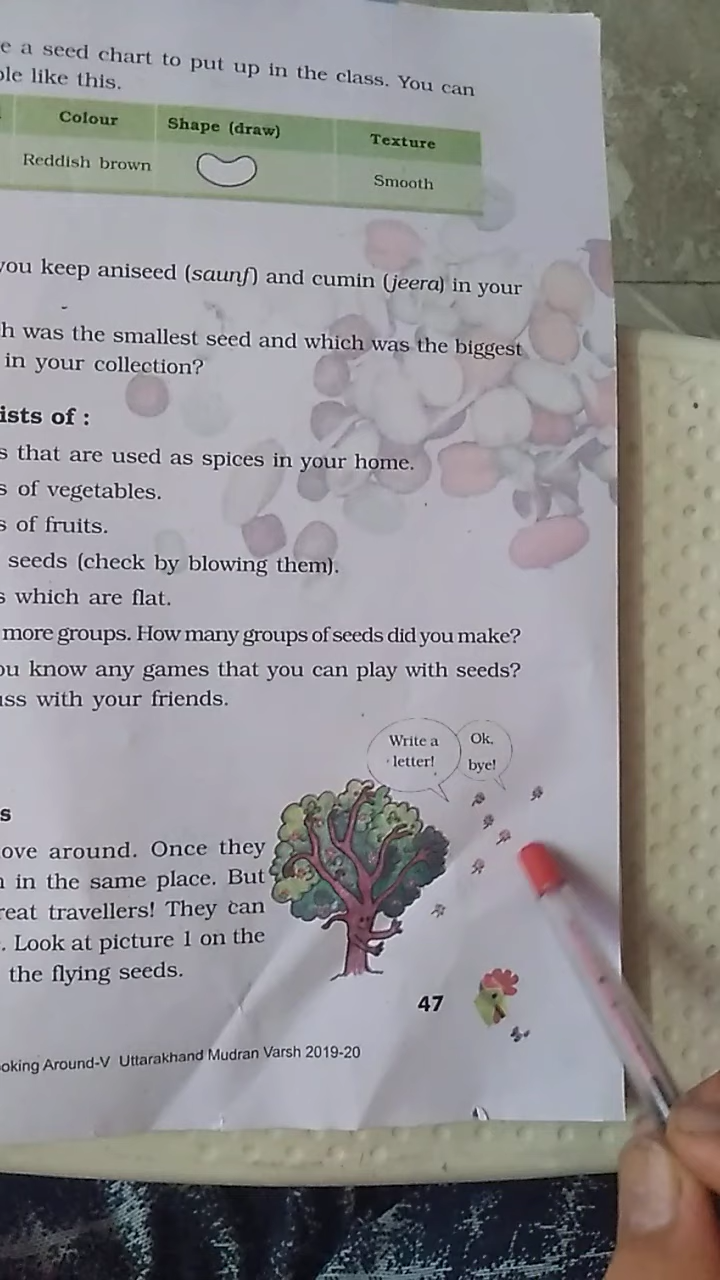 e a seed chart to put up in the class. You can
ble like this.
Colour Shape (draw) Texture
Reddish brown Smooth
you keep aniseed (saunf) and cumin (jeera) in your
h was the smallest seed and which was the biggest
in your collection?
ists of :
s that are used as spices in your home.
s of vegetables.
s of fruits.
seeds (check by blowing them).
s which are flat.
more groups. How many groups of seeds did you make?
ou know any games that you can play with seeds?
uss with your friends.
Write a
letter!
Ok,
bye!
s
ove around. Once they
n in the same place. But
reat travellers! They can
. Look at picture 1 on the
the flying seeds.
47
oking Around-V Uttarakhand Mudran Varsh 2019-20